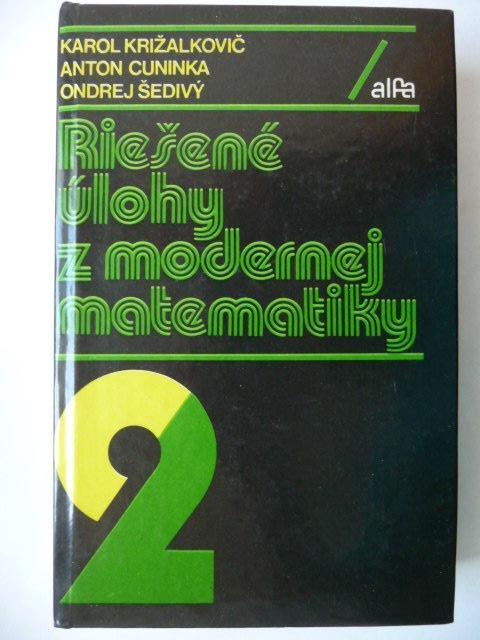 KAROL KRIŽALKOVIČ
ANTON CUNINKA
ONDREJ ŠEDIVÝ
alfa
Riešené
úlohy
z modernej
matematiky
2